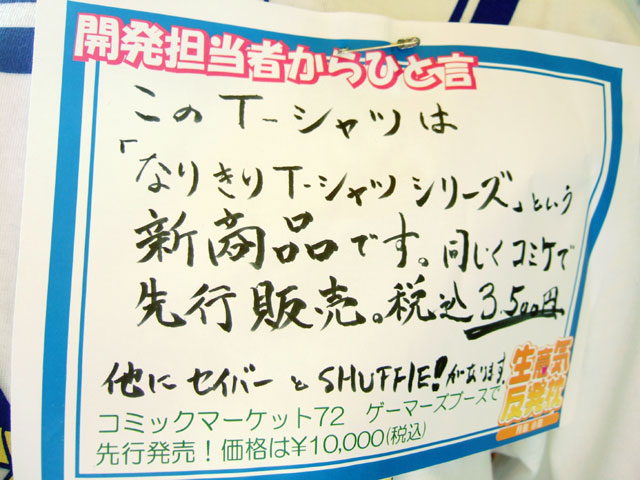 開発担当者からひと言
このT-シャツは
「なりきりT-シャツシリーズ」という
新商品です。同じくコミケで
先行販売。税込3,500円
他にセイバーとSHUFFLE!があります
コミックマーケット72 ゲーマーズブースで
先行発売!価格は¥10,000(税込)